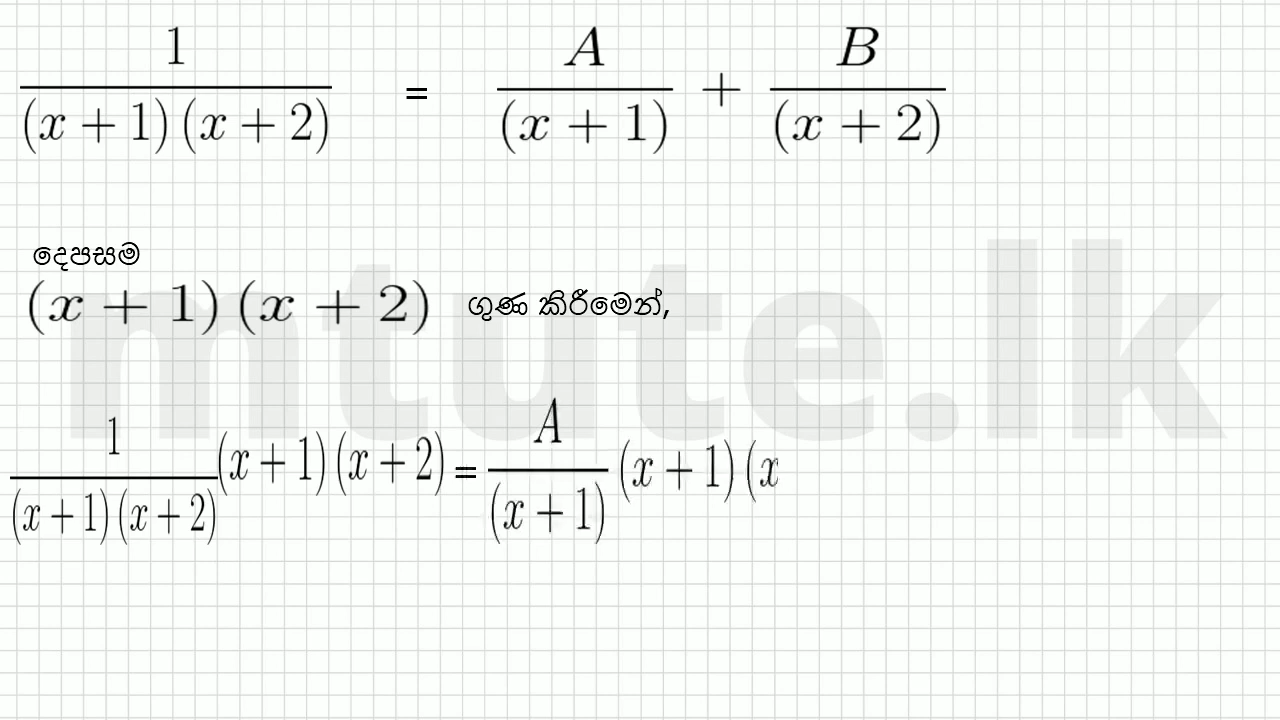 1/((x + 1)(x + 2)) = A/((x + 1)) + B/((x + 2))
දෙපසම
(x + 1)(x + 2) ගුණ කිරීමෙන්,
1/((x + 1)(x + 2)) (x + 1)(x + 2) = A/((x + 1)) (x + 1)(x
mtute.lk